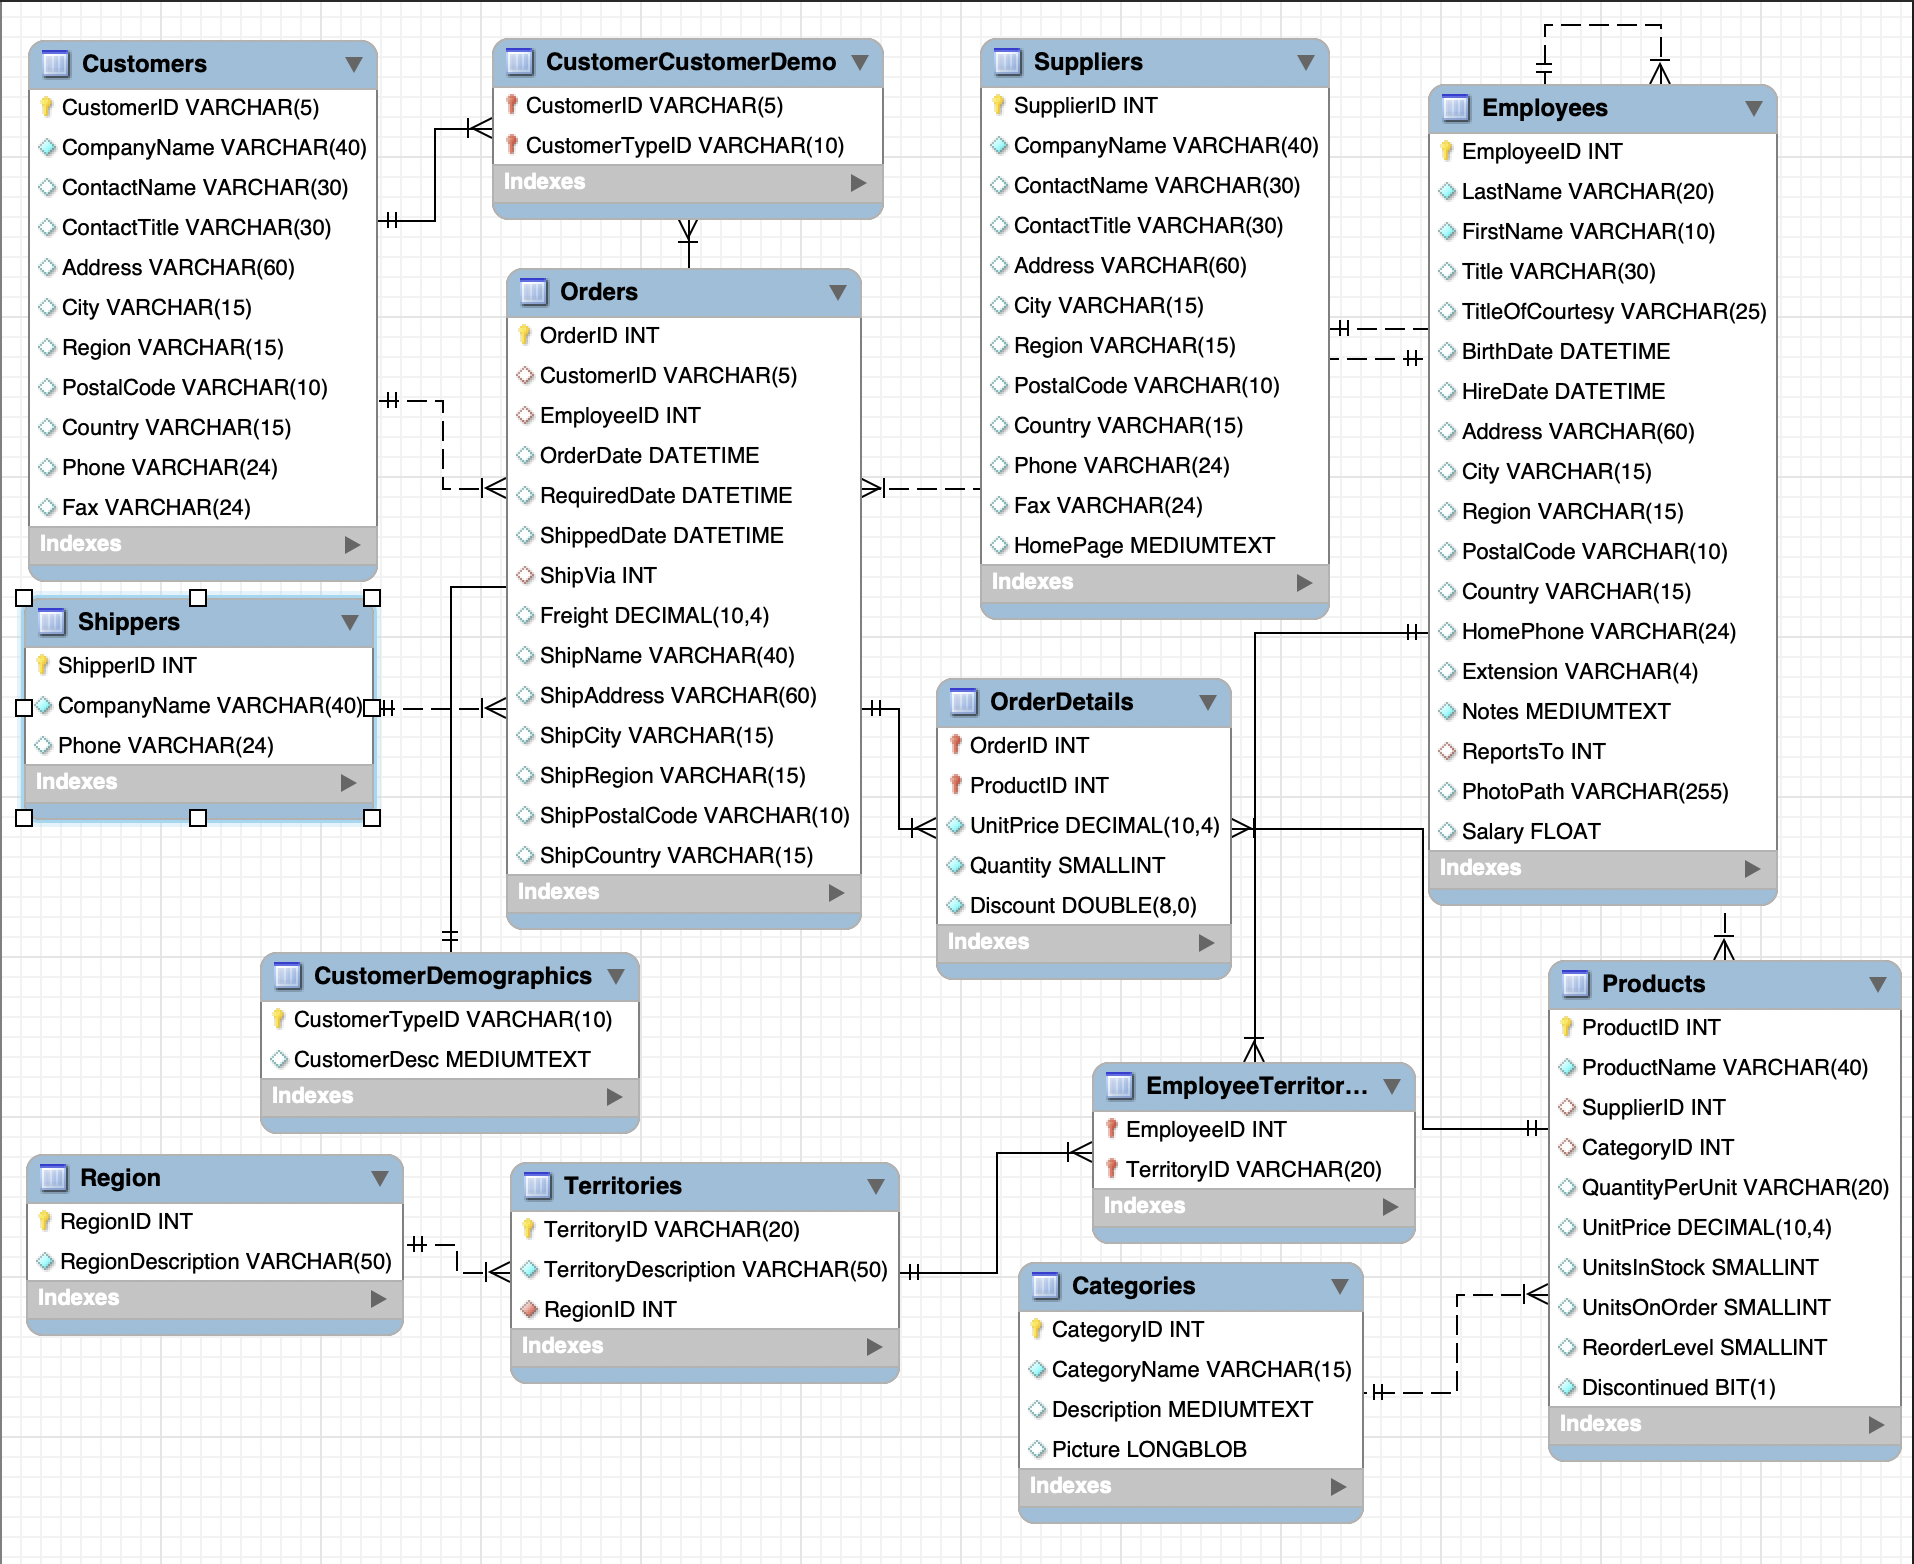 Customers
CustomerID VARCHAR(5)
CompanyName VARCHAR(40)
ContactName VARCHAR(30)
ContactTitle VARCHAR(30)
Address VARCHAR(60)
City VARCHAR(15)
Region VARCHAR(15)
PostalCode VARCHAR(10)
Country VARCHAR(15)
Phone VARCHAR(24)
Fax VARCHAR(24)
Indexes
CustomerCustomerDemo
CustomerID VARCHAR(5)
CustomerTypeID VARCHAR(10)
Indexes
Suppliers
SupplierID INT
CompanyName VARCHAR(40)
ContactName VARCHAR(30)
ContactTitle VARCHAR(30)
Address VARCHAR(60)
City VARCHAR(15)
Region VARCHAR(15)
PostalCode VARCHAR(10)
Country VARCHAR(15)
Phone VARCHAR(24)
Fax VARCHAR(24)
HomePage MEDIUMTEXT
Indexes
Employees
EmployeeID INT
LastName VARCHAR(20)
FirstName VARCHAR(10)
Title VARCHAR(30)
TitleOfCourtesy VARCHAR(25)
BirthDate DATETIME
HireDate DATETIME
Address VARCHAR(60)
City VARCHAR(15)
Region VARCHAR(15)
PostalCode VARCHAR(10)
Country VARCHAR(15)
HomePhone VARCHAR(24)
Extension VARCHAR(4)
Notes MEDIUMTEXT
ReportsTo INT
PhotoPath VARCHAR(255)
Salary FLOAT
Indexes
Orders
OrderID INT
CustomerID VARCHAR(5)
EmployeeID INT
OrderDate DATETIME
RequiredDate DATETIME
ShippedDate DATETIME
ShipVia INT
Freight DECIMAL(10,4)
ShipName VARCHAR(40)
ShipAddress VARCHAR(60)
ShipCity VARCHAR(15)
ShipRegion VARCHAR(15)
ShipPostalCode VARCHAR(10)
ShipCountry VARCHAR(15)
Indexes
Shippers
ShipperID INT
CompanyName VARCHAR(40)
Phone VARCHAR(24)
Indexes
OrderDetails
OrderID INT
ProductID INT
UnitPrice DECIMAL(10,4)
Quantity SMALLINT
Discount DOUBLE(8,0)
Indexes
CustomerDemographics
CustomerTypeID VARCHAR(10)
CustomerDesc MEDIUMTEXT
Indexes
Products
ProductID INT
ProductName VARCHAR(40)
SupplierID INT
CategoryID INT
QuantityPerUnit VARCHAR(20)
UnitPrice DECIMAL(10,4)
UnitsInStock SMALLINT
UnitsOnOrder SMALLINT
ReorderLevel SMALLINT
Discontinued BIT(1)
Indexes
EmployeeTerritor...
EmployeeID INT
TerritoryID VARCHAR(20)
Indexes
Region
RegionID INT
RegionDescription VARCHAR(50)
Indexes
Territories
TerritoryID VARCHAR(20)
TerritoryDescription VARCHAR(50)
RegionID INT
Indexes
Categories
CategoryID INT
CategoryName VARCHAR(15)
Description MEDIUMTEXT
Picture LONGBLOB
Indexes